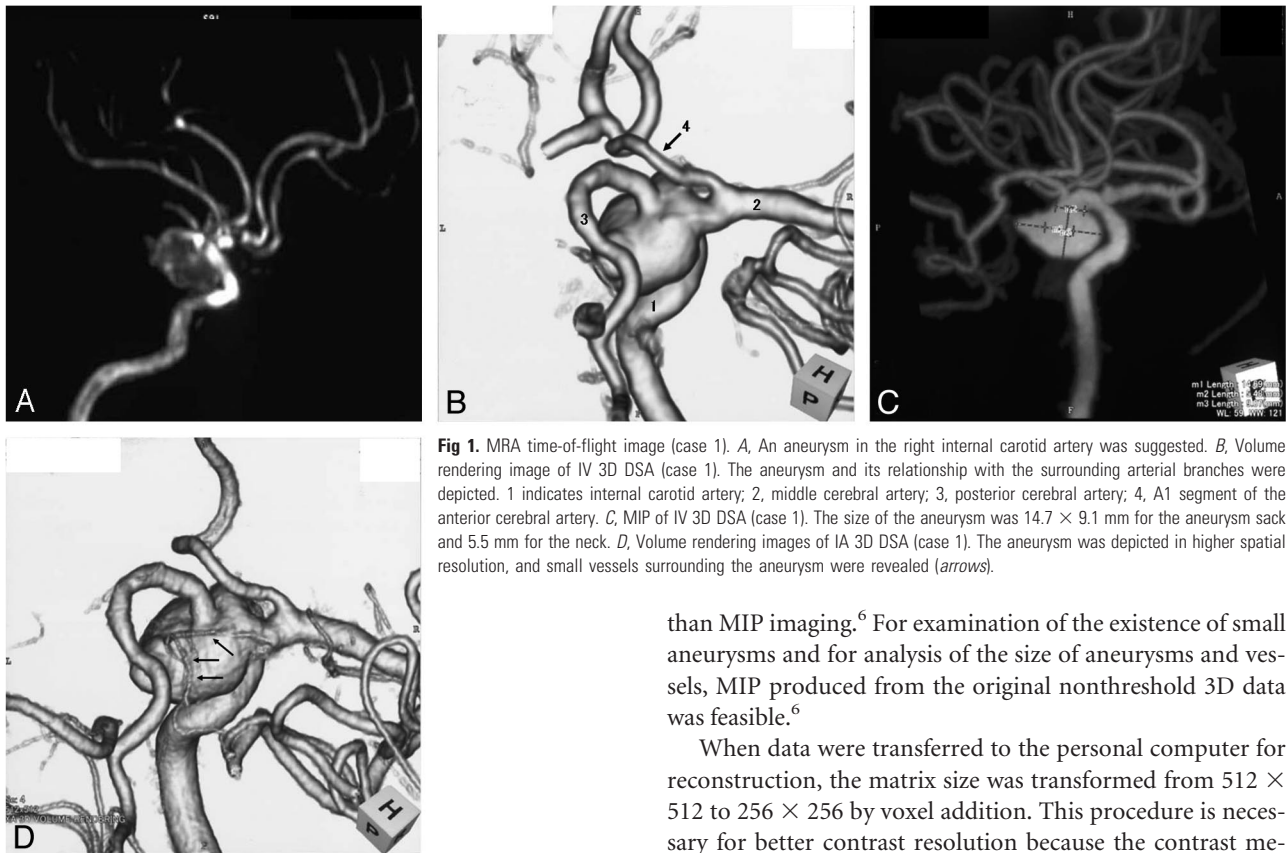 A
L
R
1
2
3
4
H
P
F
B
H
P
A
F
m1 Length:
m2 Length:
m3 Length:
WL: 59 WW: 121
C
Fig 1. MRA time-of-flight image (case 1). A, An aneurysm in the right internal carotid artery was suggested. B, Volume
rendering image of IV 3D DSA (case 1). The aneurysm and its relationship with the surrounding arterial branches were
depicted. 1 indicates internal carotid artery; 2, middle cerebral artery; 3, posterior cerebral artery; 4, A1 segment of the
anterior cerebral artery. C, MIP of IV 3D DSA (case 1). The size of the aneurysm was 14.7 × 9.1 mm for the aneurysm sack
and 5.5 mm for the neck. D, Volume rendering images of IA 3D DSA (case 1). The aneurysm was depicted in higher spatial
resolution, and small vessels surrounding the aneurysm were revealed (arrows).
L
R
H
P
VOLUME RENDERING
D
than MIP imaging.6 For examination of the existence of small
aneurysms and for analysis of the size of aneurysms and ves-
sels, MIP produced from the original nonthreshold 3D data
was feasible.6
When data were transferred to the personal computer for
reconstruction, the matrix size was transformed from 512 ×
512 to 256 × 256 by voxel addition. This procedure is neces-
sary for better contrast resolution because the contrast me-